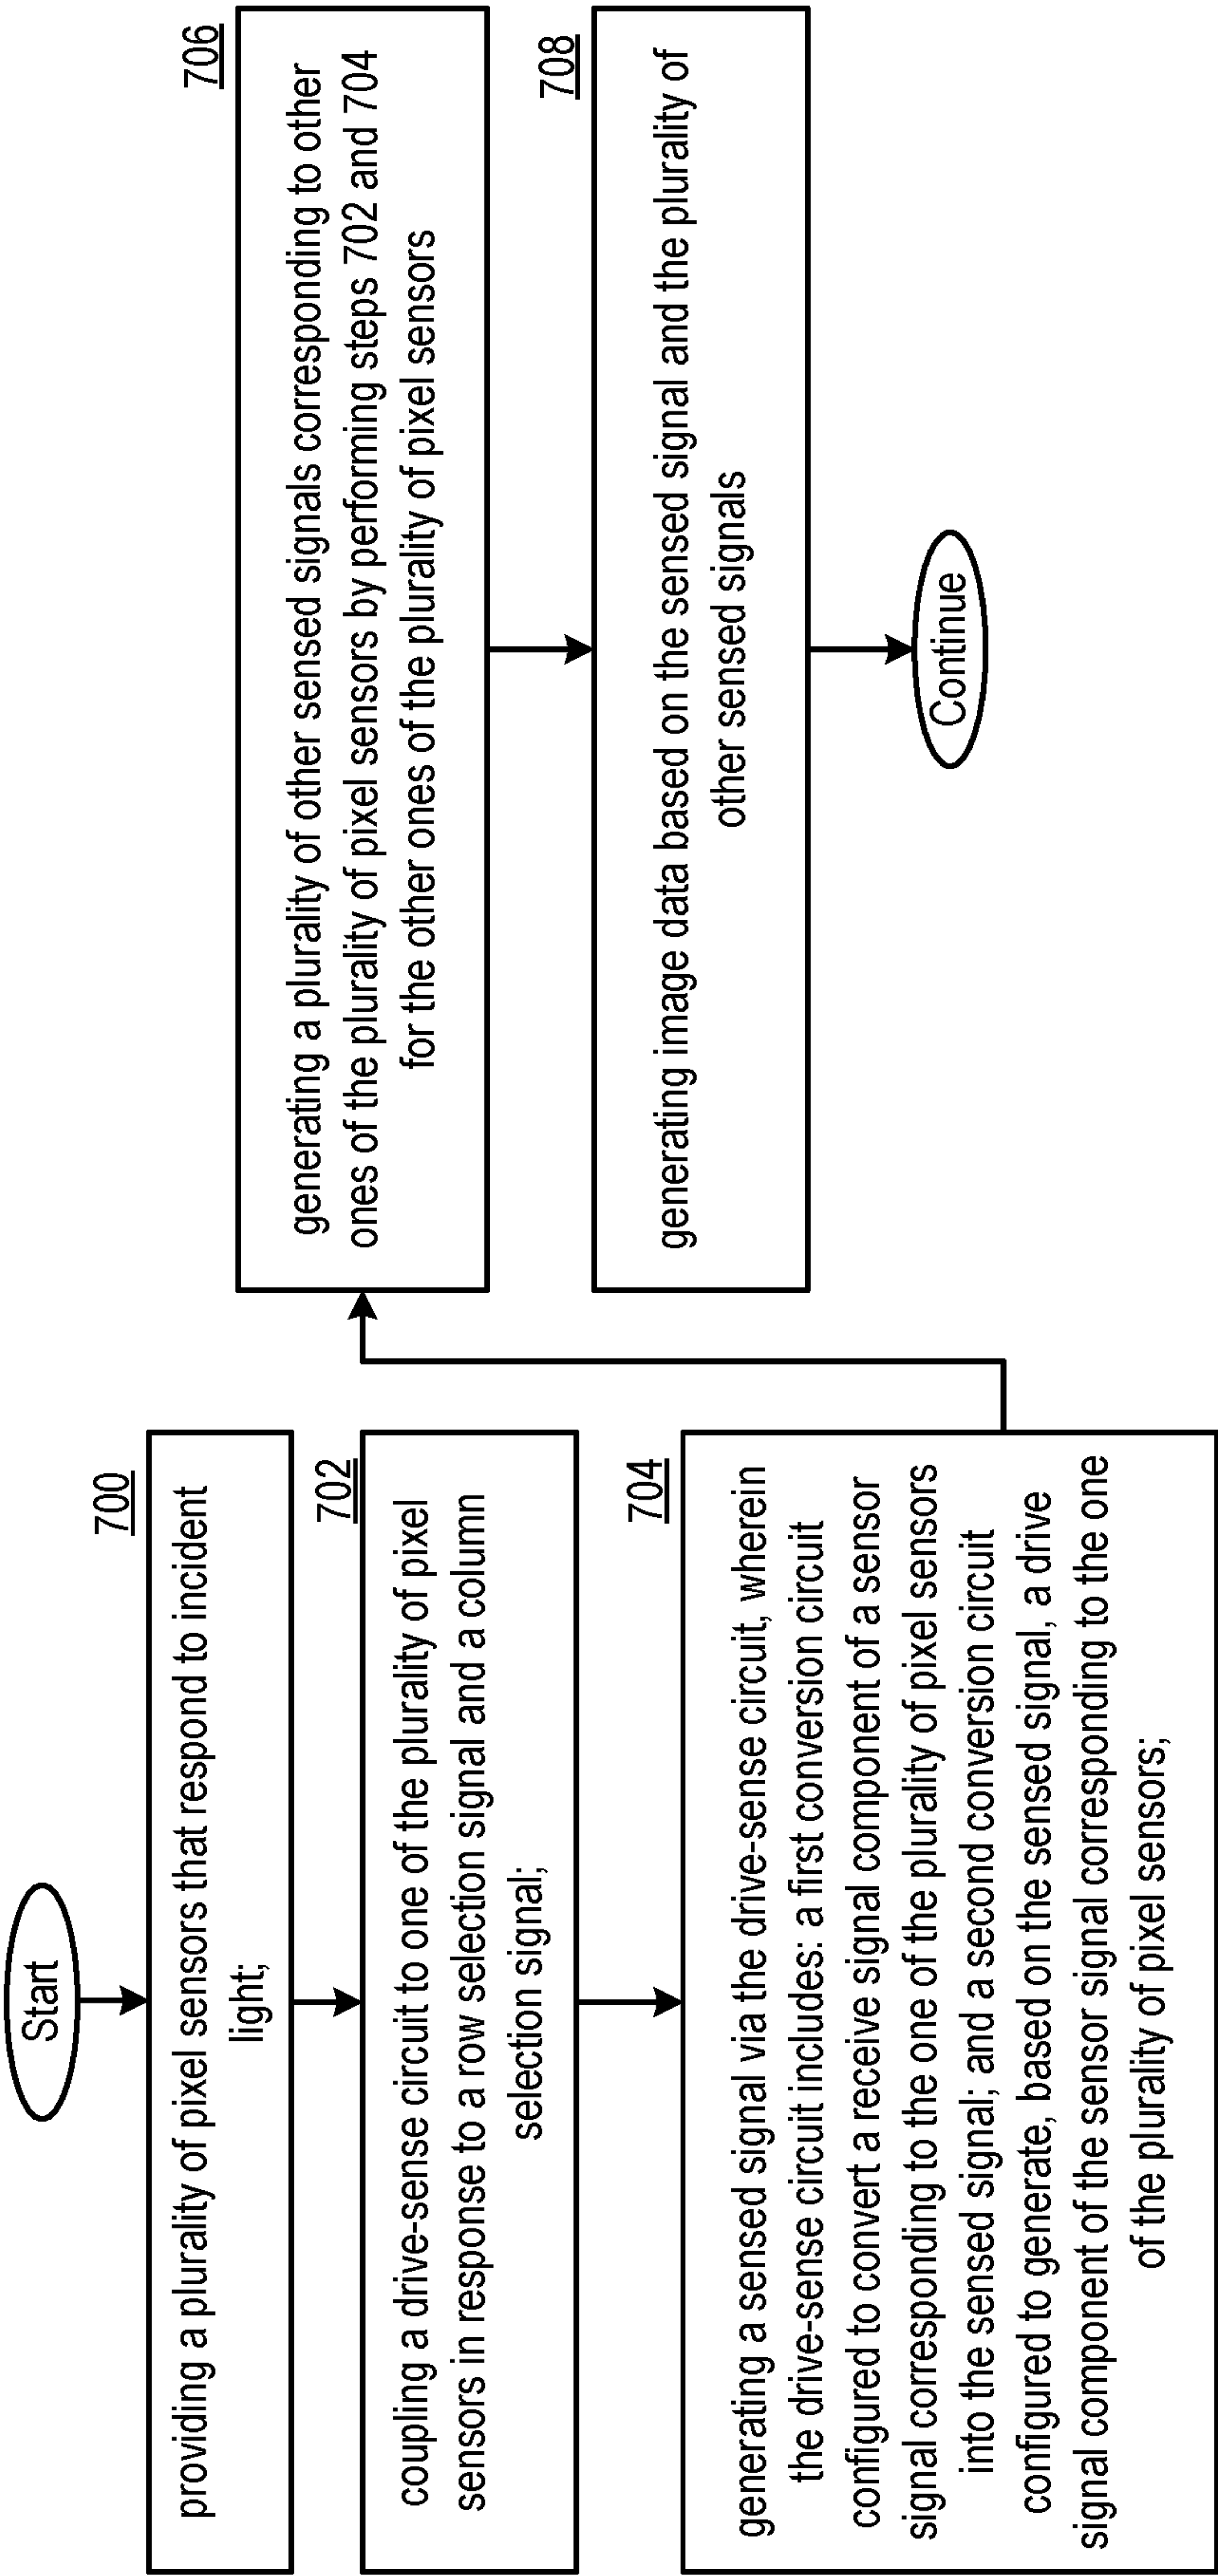 Start
700
providing a plurality of pixel sensors that respond to incident
light;
702
coupling a drive-sense circuit to one of the plurality of pixel
sensors in response to a row selection signal and a column
selection signal;
704
generating a sensed signal via the drive-sense circuit, wherein
the drive-sense circuit includes: a first conversion circuit
configured to convert a receive signal component of a sensor
signal corresponding to the one of the plurality of pixel sensors
into the sensed signal; and a second conversion circuit
configured to generate, based on the sensed signal, a drive
signal component of the sensor signal corresponding to the one
of the plurality of pixel sensors;
706
generating a plurality of other sensed signals corresponding to other
ones of the plurality of pixel sensors by performing steps 702 and 704
for the other ones of the plurality of pixel sensors
708
generating image data based on the sensed signal and the plurality of
other sensed signals
Continue